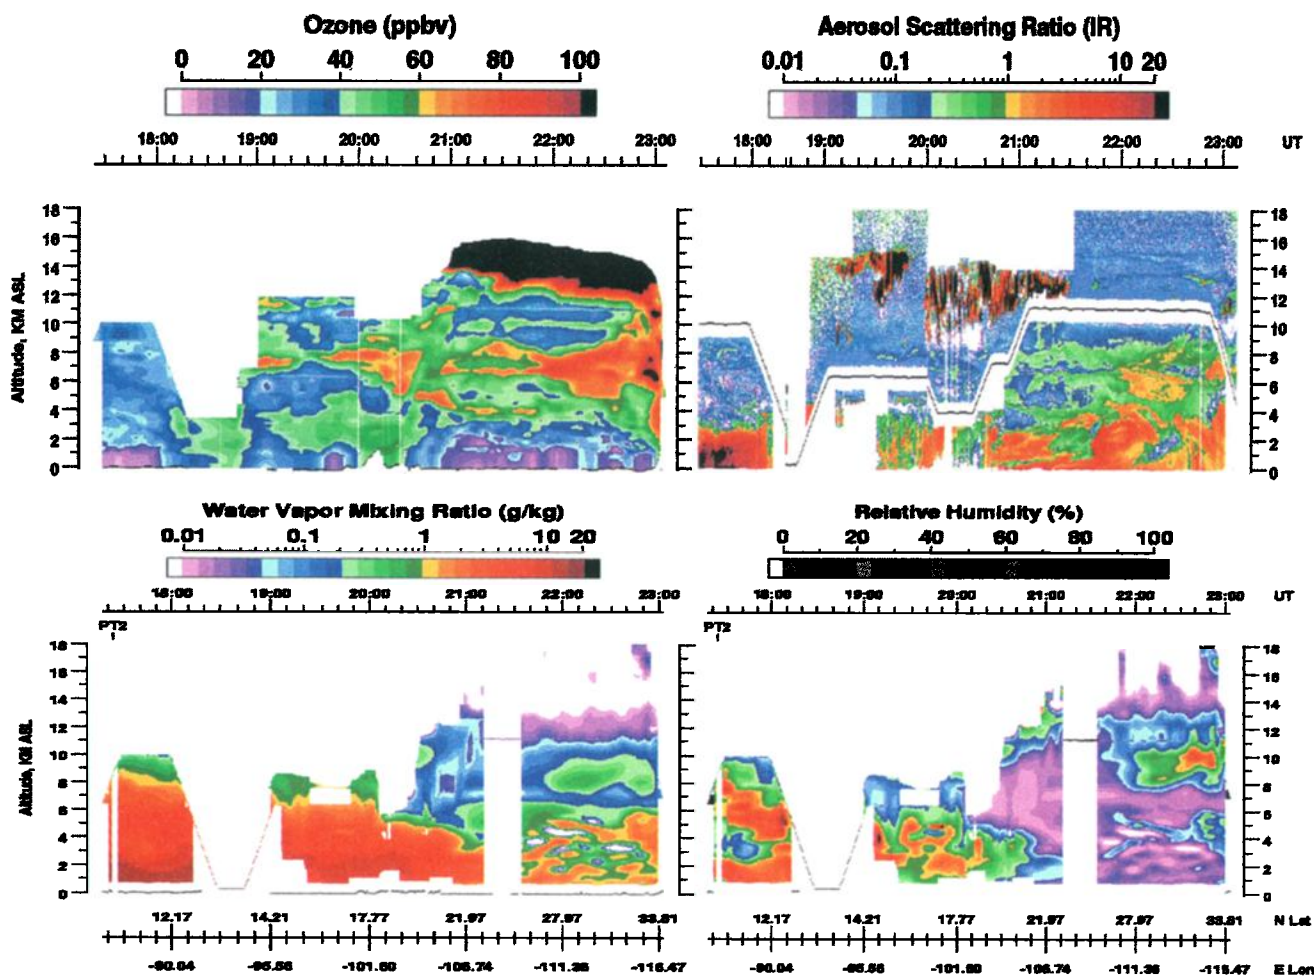 Ozone (ppbv)
0 20 40 60 80 100
18:00 19:00 20:00 21:00 22:00 23:00
Aerosol Scattering Ratio (IR)
0.01 0.1 1 10 20
18:00 19:00 20:00 21:00 22:00 23:00 UT
Altitude, KM ASL
18
16
14
12
10
8
6
4
2
0
18
16
14
12
10
8
6
4
2
0
Water Vapor Mixing Ratio (g/kg)
0.01 0.1 1 10 20
18:00 19:00 20:00 21:00 22:00 23:00
PT2
Relative Humidity (%)
0 20 40 60 80 100
18:00 19:00 20:00 21:00 22:00 23:00 UT
PT2
Altitude, KM ASL
18
16
14
12
10
8
6
4
2
0
18
16
14
12
10
8
6
4
2
0
12.17 14.21 17.77 21.97 27.97 33.81
-90.04 -95.56 -101.60 -106.74 -111.36 -116.47
12.17 14.21 17.77 21.97 27.97 33.81 N Lat
-90.04 -95.56 -101.60 -106.74 -111.36 -116.47 E Lon